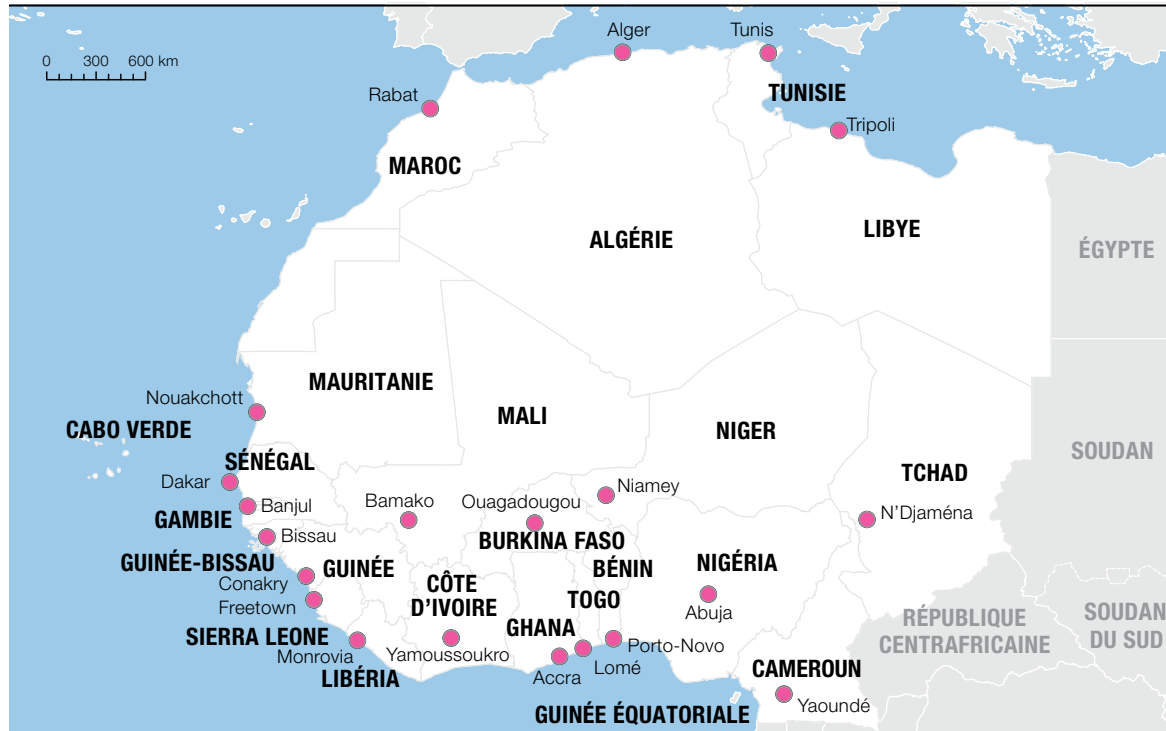 Alger
Tunis
0 300 600 km
TUNISIE
Rabat
Tripoli
MAROC
LIBYE
ALGÉRIE
ÉGYPTE
MAURITANIE
Nouakchott
MALI
CABO VERDE
NIGER
SOUDAN
SÉNÉGAL
TCHAD
Dakar
Niamey
Bamako
Ouagadougou
Banjul
N'Djaména
GAMBIE
Bissau
BURKINA FASO
GUINÉE-BISSAU
GUINÉE
BÉNIN
NIGÉRIA
Conakry
CÔTE
D'IVOIRE
TOGO
Freetown
Abuja
RÉPUBLIQUE
CENTRAFRICAINE
SOUDAN
DU SUD
GHANA
SIERRA LEONE
Monrovia
Yamoussoukro
Porto-Novo
Lomé
Accra
LIBÉRIA
CAMEROUN
Yaoundé
GUINÉE ÉQUATORIALE